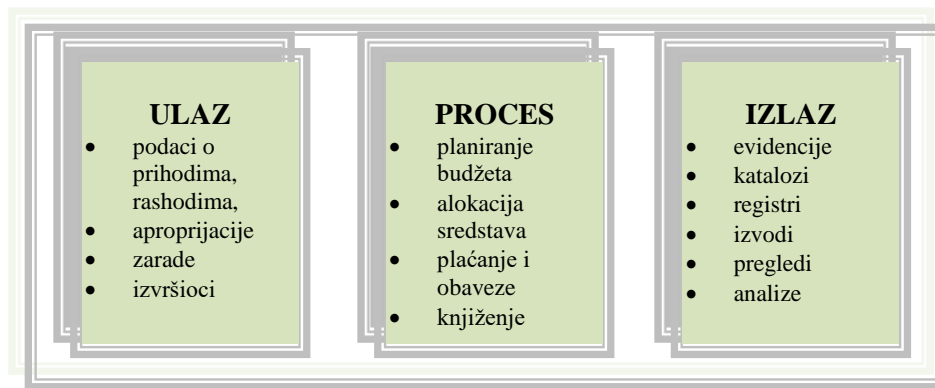 ULAZ
• podaci o
prihodima,
rashodima,
• aproprijacije
• zarade
• izvršioci
PROCES
• planiranje
budžeta
• alokacija
sredstava
• plaćanje i
obaveze
• knjiženje
IZLAZ
• evidencije
• katalozi
• registri
• izvodi
• pregledi
• analize